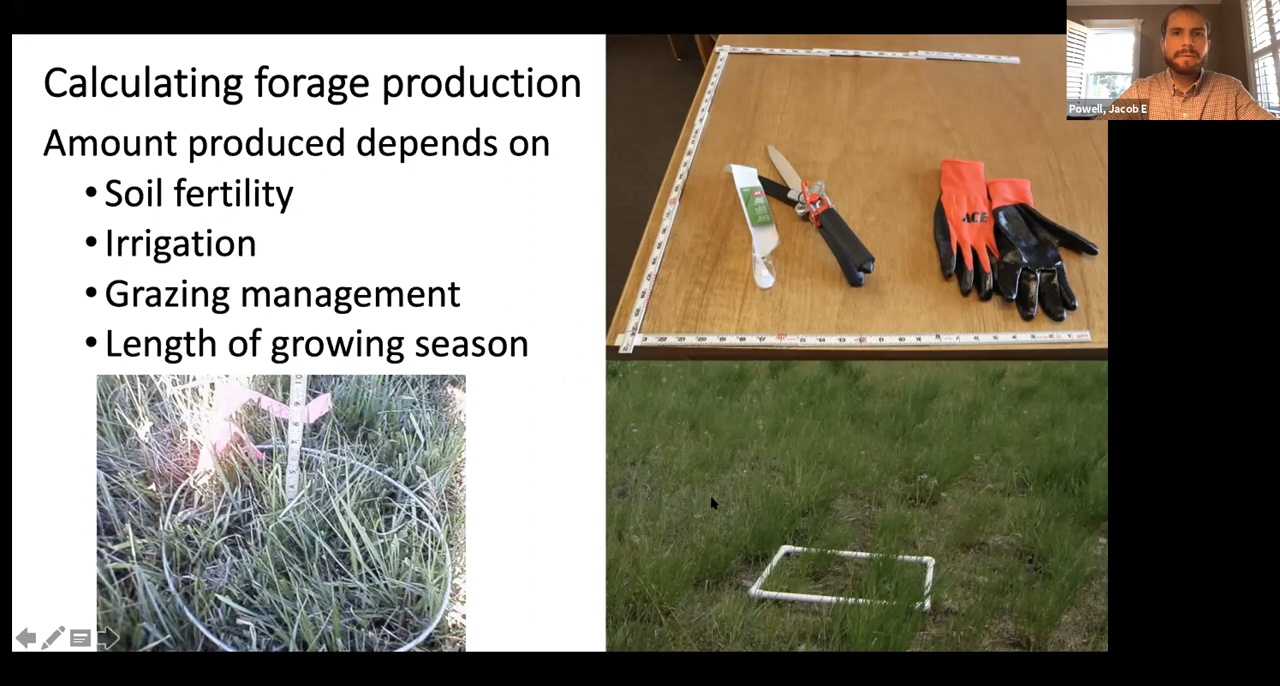 Calculating forage production
Amount produced depends on
• Soil fertility
• Irrigation
• Grazing management
• Length of growing season
Powell, Jacob E
ACE